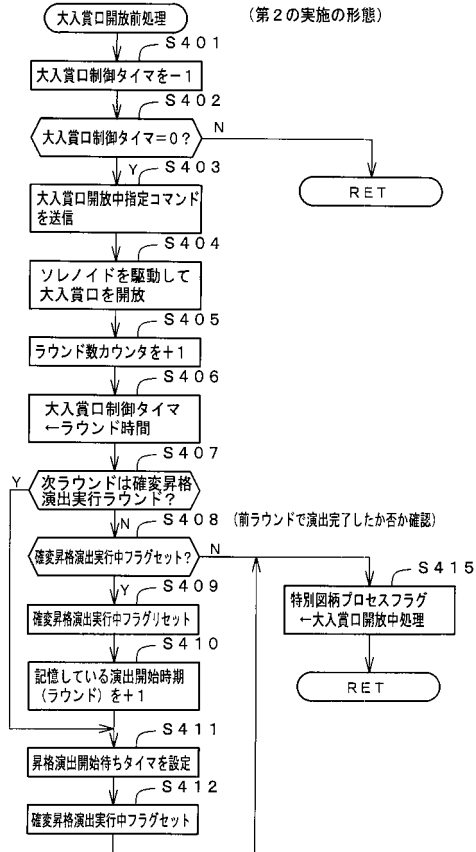 大入賞口開放前処理
(第2の実施の形態)
S401
大入賞口制御タイマを−1
S402
大入賞口制御タイマ=0?
N
Y
S403
RET
大入賞口開放中指定コマンド
を送信
S404
ソレノイドを駆動して
大入賞口を開放
S405
ラウンド数カウンタを+1
S406
大入賞口制御タイマ
←ラウンド時間
S407
Y
次ラウンドは確変昇格
演出実行ラウンド?
N
S408
(前ラウンドで演出完了したか否か確認)
確変昇格演出実行中フラグセット?
N
S415
Y
S409
特別図柄プロセスフラグ
←大入賞口開放中処理
確変昇格演出実行中フラグリセット
S410
RET
記憶している演出開始時期
(ラウンド)を+1
S411
昇格演出開始待ちタイマを設定
S412
確変昇格演出実行中フラグセット